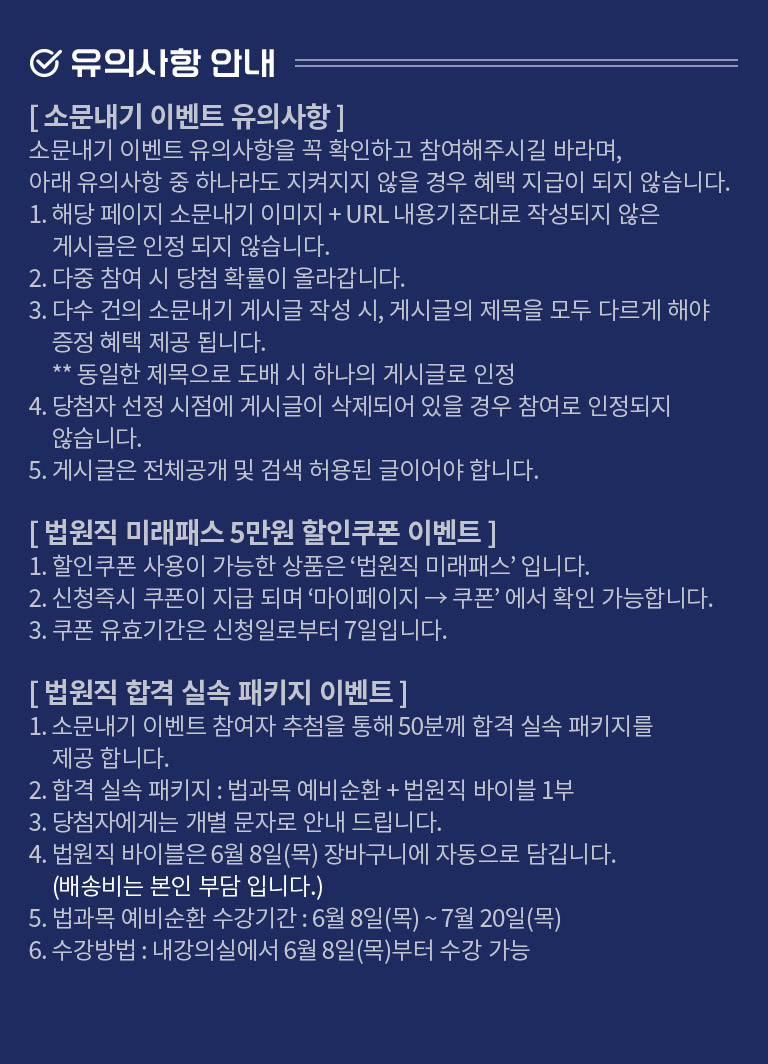 유의사항 안내
[ 소문내기 이벤트 유의사항 ]
소문내기 이벤트 유의사항을 꼭 확인하고 참여해주시길 바라며,
아래 유의사항 중 하나라도 지켜지지 않을 경우 혜택 지급이 되지 않습니다.
1. 해당 페이지 소문내기 이미지 + URL 내용기준대로 작성되지 않은
게시글은 인정 되지 않습니다.
2. 다중 참여 시 당첨 확률이 올라갑니다.
3. 다수 건의 소문내기 게시글 작성 시, 게시글의 제목을 모두 다르게 해야
증정 혜택 제공 됩니다.
** 동일한 제목으로 도배 시 하나의 게시글로 인정
4. 당첨자 선정 시점에 게시글이 삭제되어 있을 경우 참여로 인정되지
않습니다.
5. 게시글은 전체공개 및 검색 허용된 글이어야 합니다.
[ 법원직 미래패스 5만원 할인쿠폰 이벤트 ]
1. 할인쿠폰 사용이 가능한 상품은 ‘법원직 미래패스’ 입니다.
2. 신청즉시 쿠폰이 지급 되며 ‘마이페이지 → 쿠폰’ 에서 확인 가능합니다.
3. 쿠폰 유효기간은 신청일로부터 7일입니다.
[ 법원직 합격 실속 패키지 이벤트 ]
1. 소문내기 이벤트 참여자 추첨을 통해 50분께 합격 실속 패키지를
제공 합니다.
2. 합격 실속 패키지 : 법과목 예비순환 + 법원직 바이블 1부
3. 당첨자에게는 개별 문자로 안내 드립니다.
4. 법원직 바이블은 6월 8일(목) 장바구니에 자동으로 담깁니다.
(배송비는 본인 부담 입니다.)
5. 법과목 예비순환 수강기간 : 6월 8일(목) ~ 7월 20일(목)
6. 수강방법 : 내강의실에서 6월 8일(목)부터 수강 가능